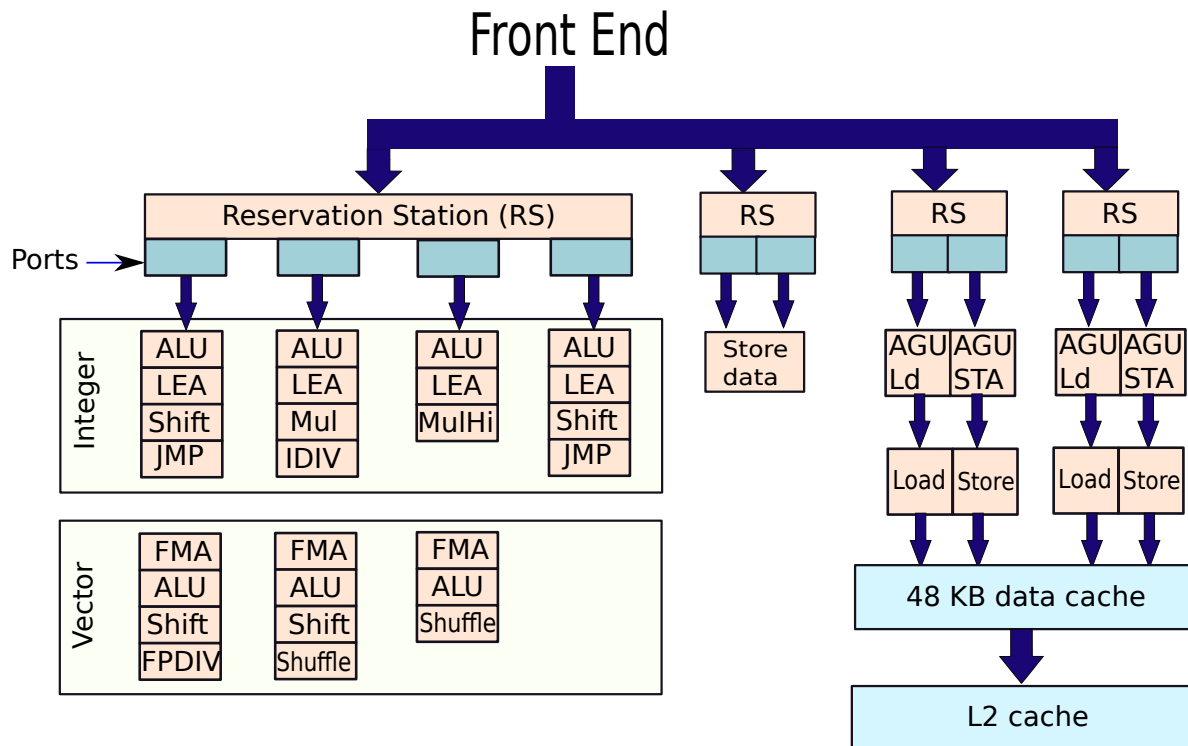 Front End
Reservation Station (RS)
RS
RS
RS
Ports
Integer
ALU
LEA
Shift
JMP
ALU
LEA
Mul
IDIV
ALU
LEA
MulHi
ALU
LEA
Shift
JMP
Store
data
AGU
Ld
AGU
STA
AGU
Ld
AGU
STA
Load
Store
Load
Store
Vector
FMA
ALU
Shift
FPDIV
FMA
ALU
Shift
Shuffle
FMA
ALU
Shuffle
48 KB data cache
L2 cache